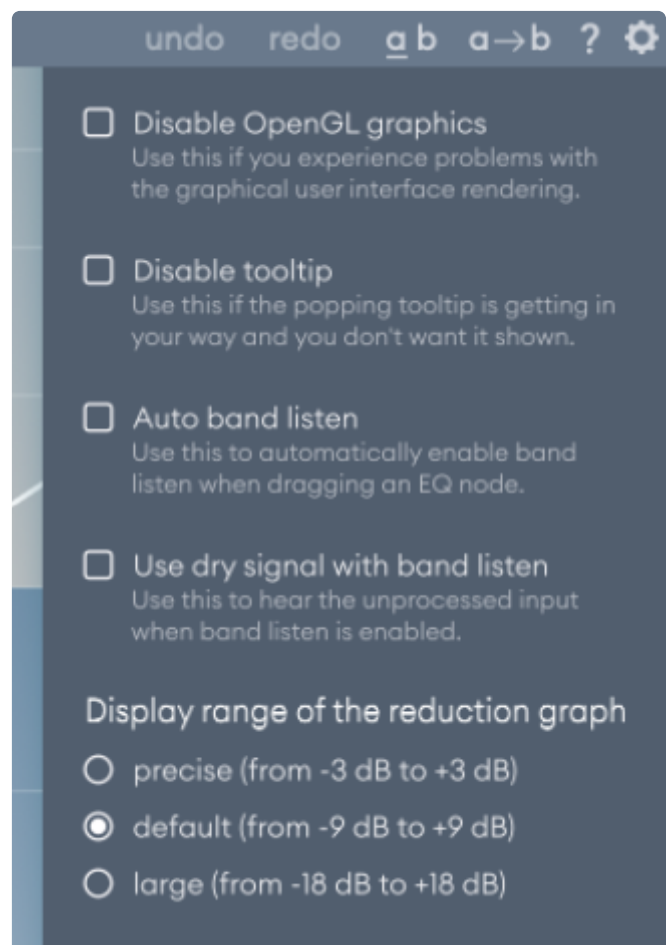 undo redo a b a→b ?
Disable OpenGL graphics
Use this if you experience problems with
the graphical user interface rendering.
Disable tooltip
Use this if the popping tooltip is getting in
your way and you don't want it shown.
Auto band listen
Use this to automatically enable band
listen when dragging an EQ node.
Use dry signal with band listen
Use this to hear the unprocessed input
when band listen is enabled.
Display range of the reduction graph
precise (from -3 dB to +3 dB)
default (from -9 dB to +9 dB)
large (from -18 dB to +18 dB)